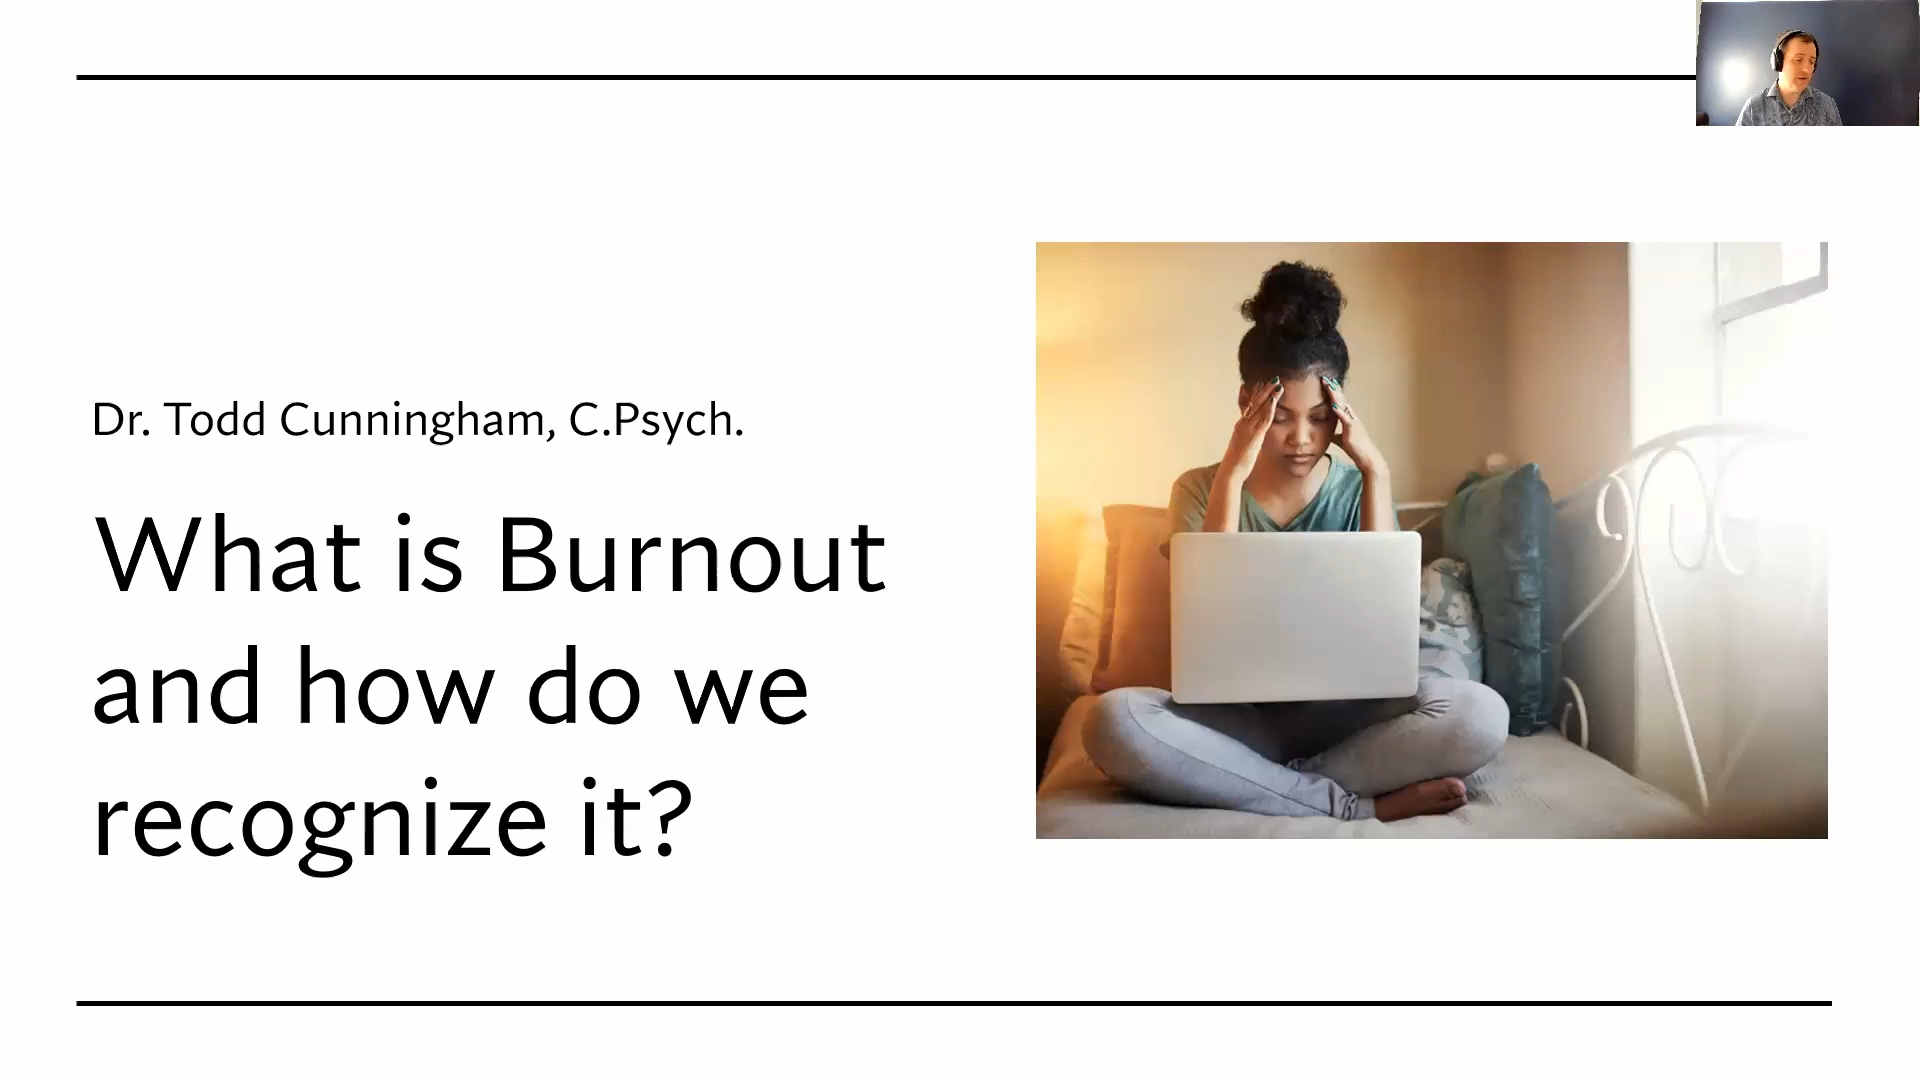 Dr. Todd Cunningham, C.Psych.
What is Burnout
and how do we
recognize it?